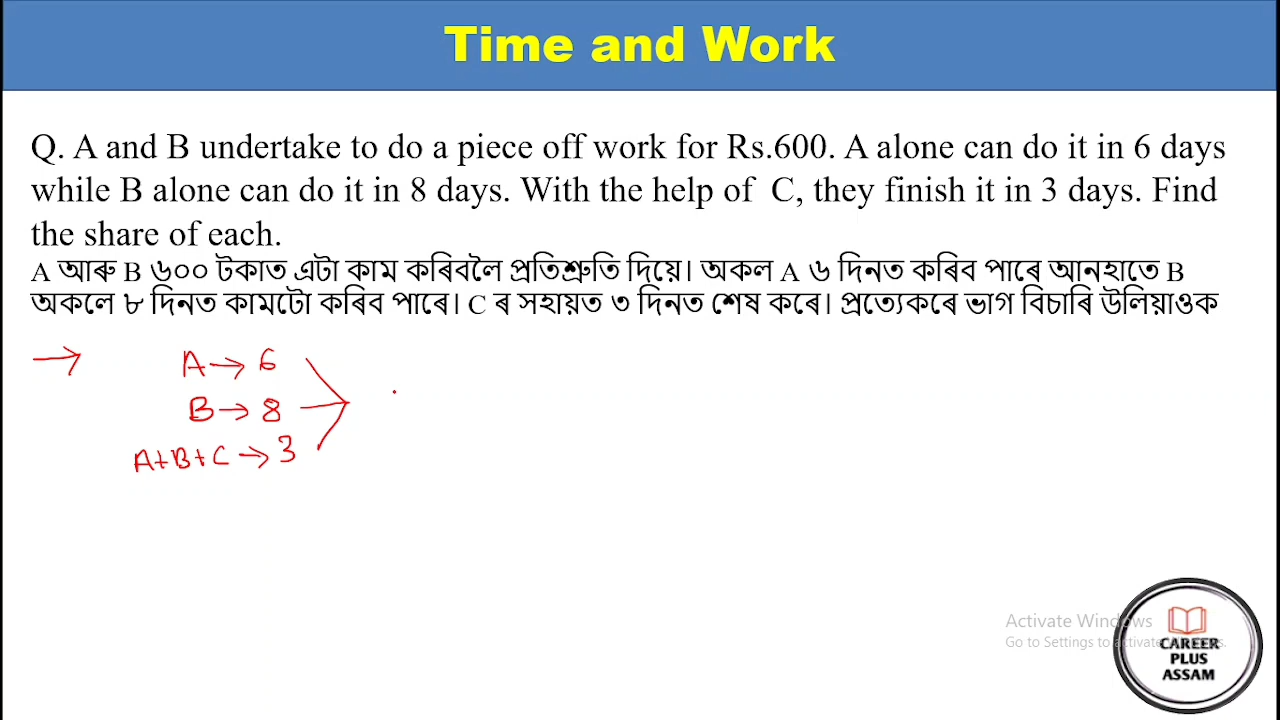 Time and Work
Q. A and B undertake to do a piece off work for Rs.600. A alone can do it in 6 days
while B alone can do it in 8 days. With the help of C, they finish it in 3 days. Find
the share of each.
A আৰু B ৬০০ টকাত এটা কাম কৰিবলৈ প্ৰতিশ্ৰুতি দিয়ে। অকল A ৬ দিনত কৰিব পাৰে আনহাতে B
অকলে ৮ দিনত কামটো কৰিব পাৰে। C ৰ সহায়ত ৩ দিনত শেষ কৰে। প্ৰত্যেকৰে ভাগ বিচাৰি উলিয়াওক
→ A → 6
B → 8
A+B+C → 3
Activate Windows
Go to Settings to activate
CAREER
PLUS
ASSAM